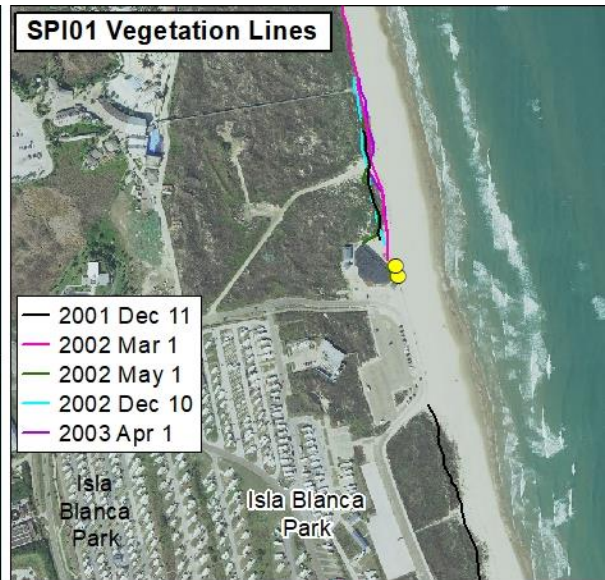 SPI01 Vegetation Lines
2001 Dec 11
2002 Mar 1
2002 May 1
2002 Dec 10
2003 Apr 1
Isla
Blanca
Park
Isla Blanca
Park